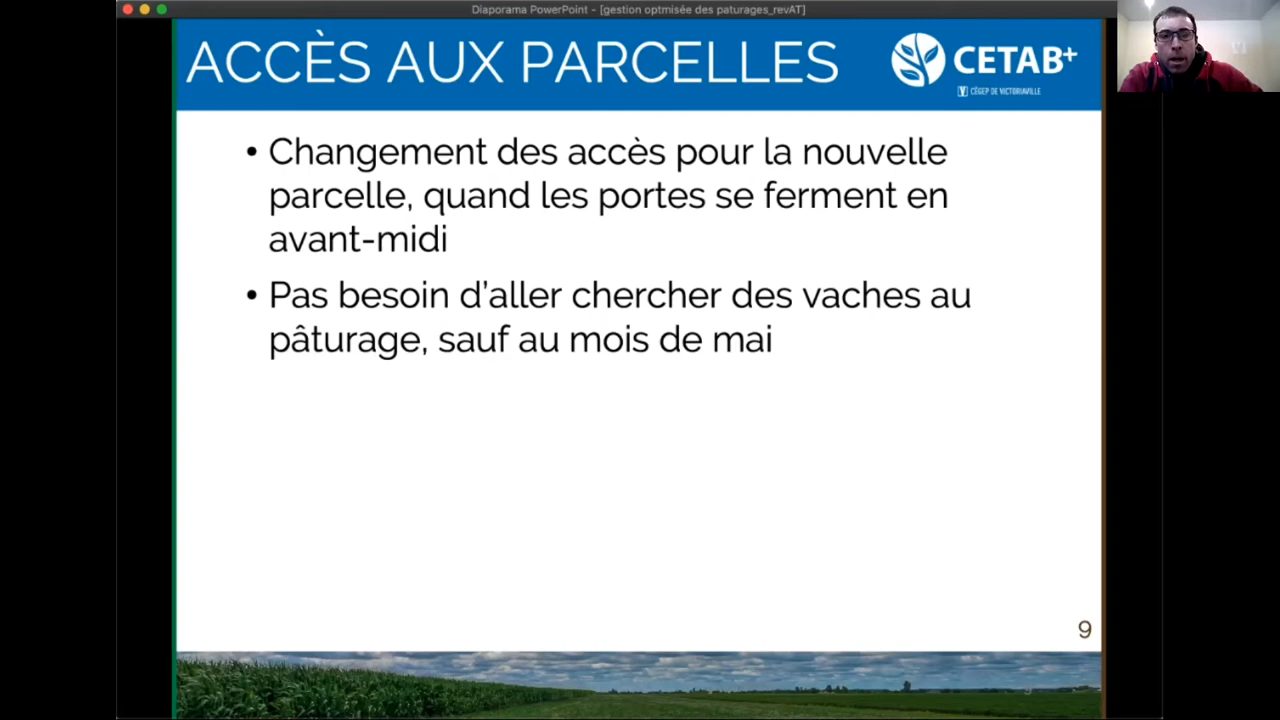 Diaporama PowerPoint - [gestion optmisée des paturages_revAT]
ACCÈS AUX PARCELLES
CETAB+
CÉGEP DE VICTORIAVILLE
• Changement des accès pour la nouvelle
parcelle, quand les portes se ferment en
avant-midi
• Pas besoin d'aller chercher des vaches au
pâturage, sauf au mois de mai
9